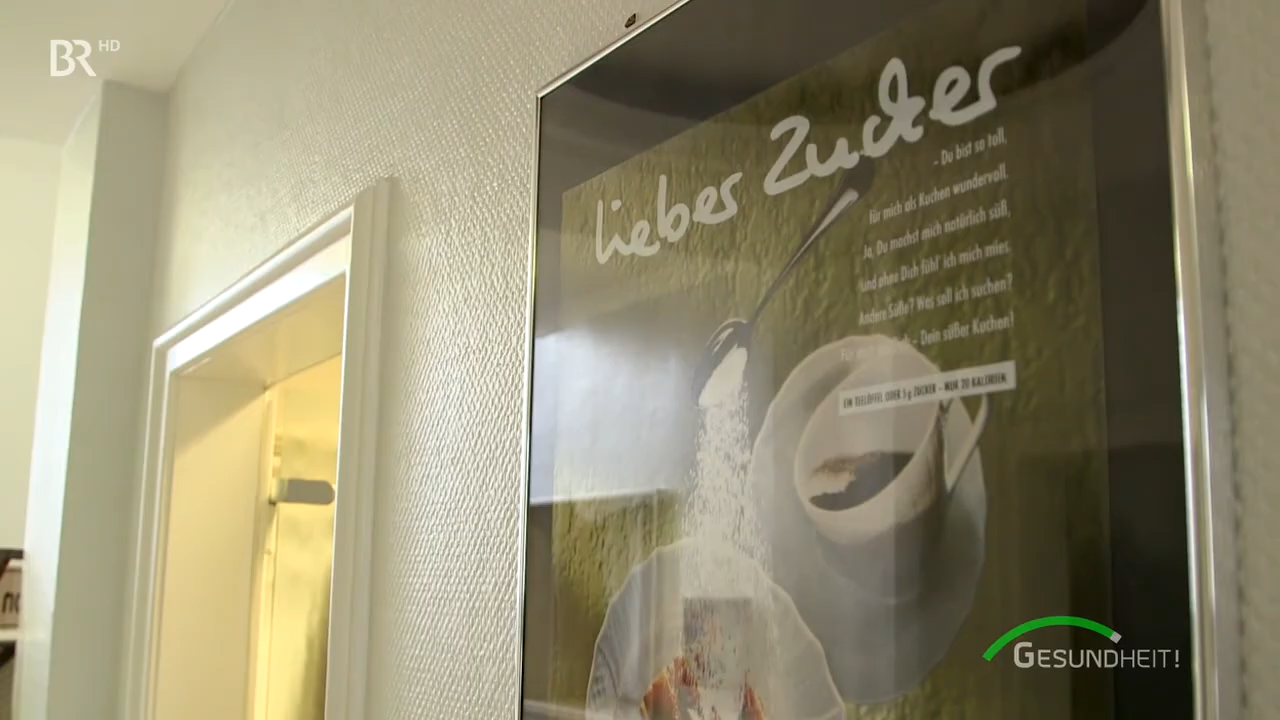 BR HD
lieber Zucker
– Du bist so toll,
Für mich als Kuchen wundervoll.
Ja, Du machst mich natürlich süß,
und ohne Dich fühl' ich mich mies.
Andere Süße? Was soll ich suchen?
Für – Dein süßer Kuchen!
EIN TEELÖFFEL ODER 5 g ZUCKER – NUR 20 KALORIEN.
GESUNDHEIT!